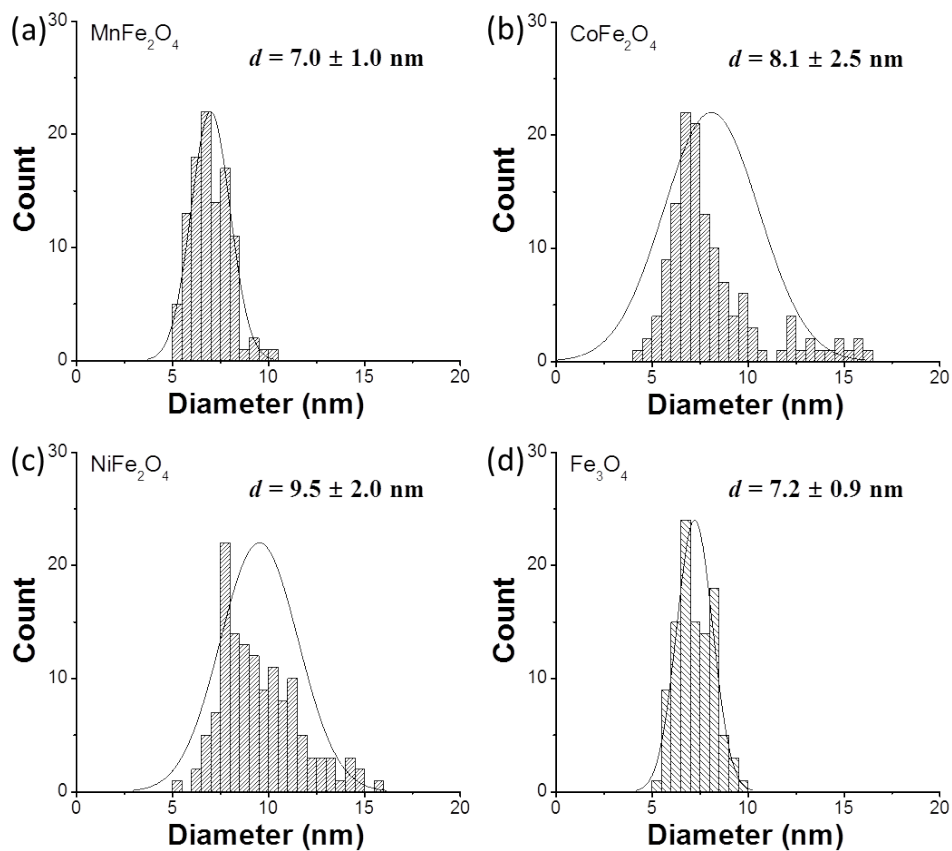 (a)
MnFe₂O₄
d = 7.0 ± 1.0 nm
30
20
10
0
Count
0 5 10 15 20
Diameter (nm)
(b)
CoFe₂O₄
d = 8.1 ± 2.5 nm
30
20
10
0
Count
0 5 10 15 20
Diameter (nm)
(c)
NiFe₂O₄
d = 9.5 ± 2.0 nm
30
20
10
0
Count
0 5 10 15 20
Diameter (nm)
(d)
Fe₃O₄
d = 7.2 ± 0.9 nm
30
20
10
0
Count
0 5 10 15 20
Diameter (nm)